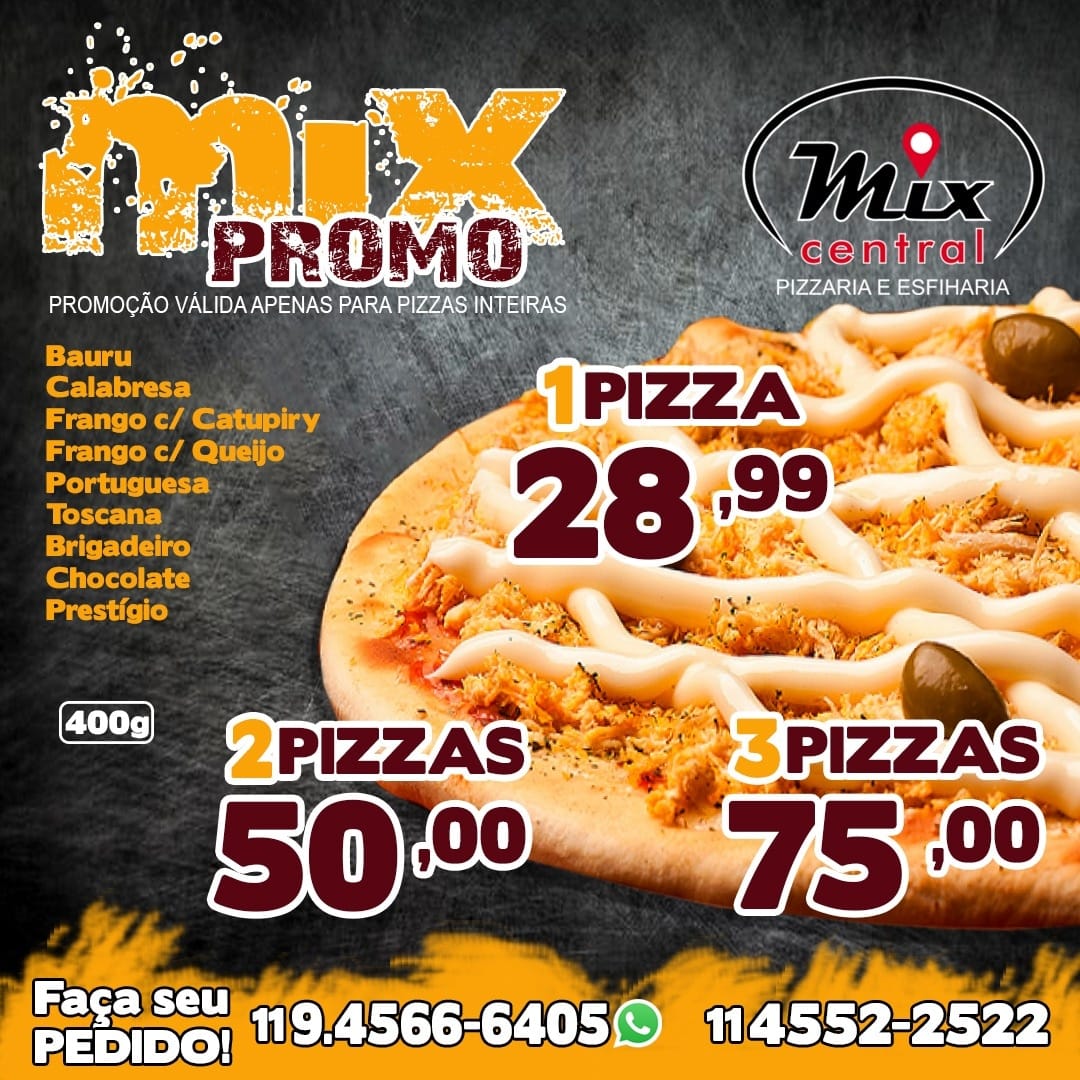 mix
PROMO
PROMOÇÃO VÁLIDA APENAS PARA PIZZAS INTEIRAS
mix
central
PIZZARIA E ESFIHARIA
Bauru
Calabresa
Frango c/ Catupiry
Frango c/ Queijo
Portuguesa
Toscana
Brigadeiro
Chocolate
Prestígio
1 PIZZA
28,99
400g
2 PIZZAS
50,00
3 PIZZAS
75,00
Faça seu
PEDIDO!
11 9.4566-6405
11 4552-2522